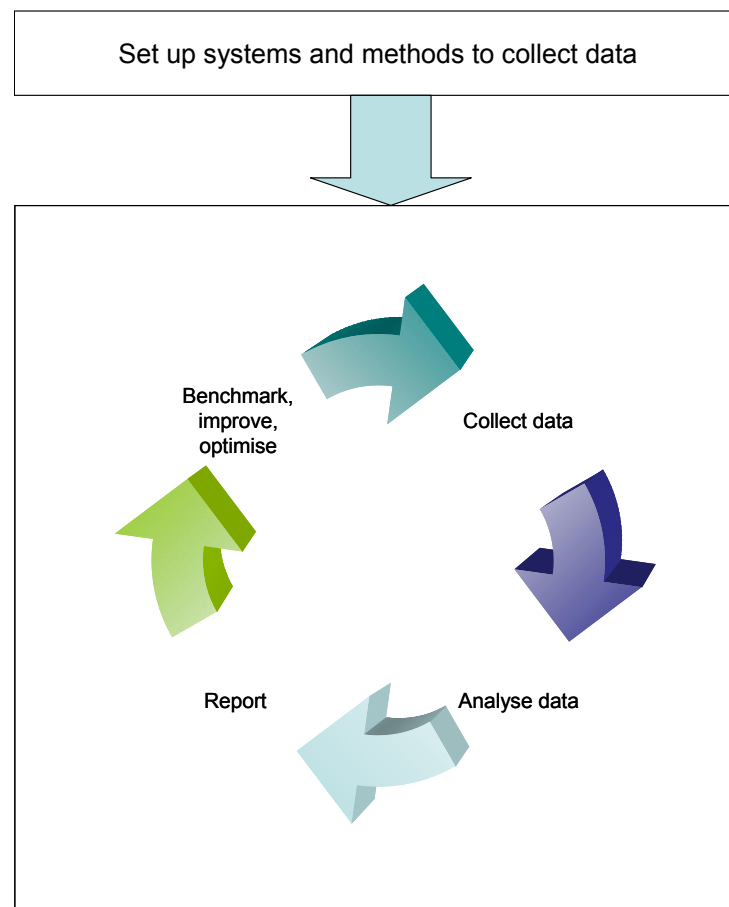 Set up systems and methods to collect data
Benchmark,
improve,
optimise
Collect data
Report
Analyse data